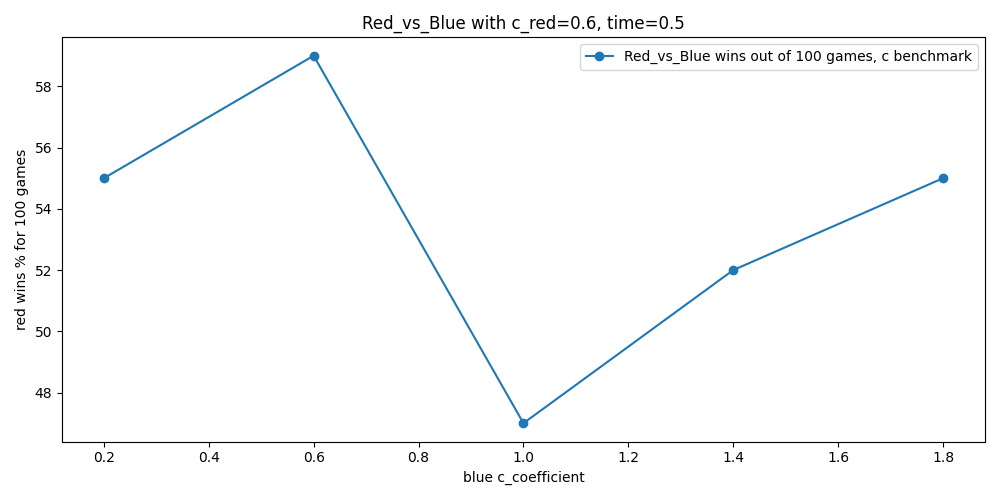 Red_vs_Blue with c_red=0.6, time=0.5
Red_vs_Blue wins out of 100 games, c benchmark
red wins % for 100 games
58
56
54
52
50
48
0.2 0.4 0.6 0.8 1.0 1.2 1.4 1.6 1.8
blue c_coefficient